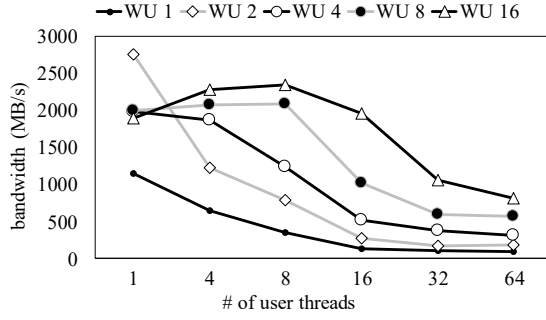 WU 1 WU 2 WU 4 WU 8 WU 16
3000
2500
2000
1500
1000
500
0
bandwidth (MB/s)
1 4 8 16 32 64
# of user threads